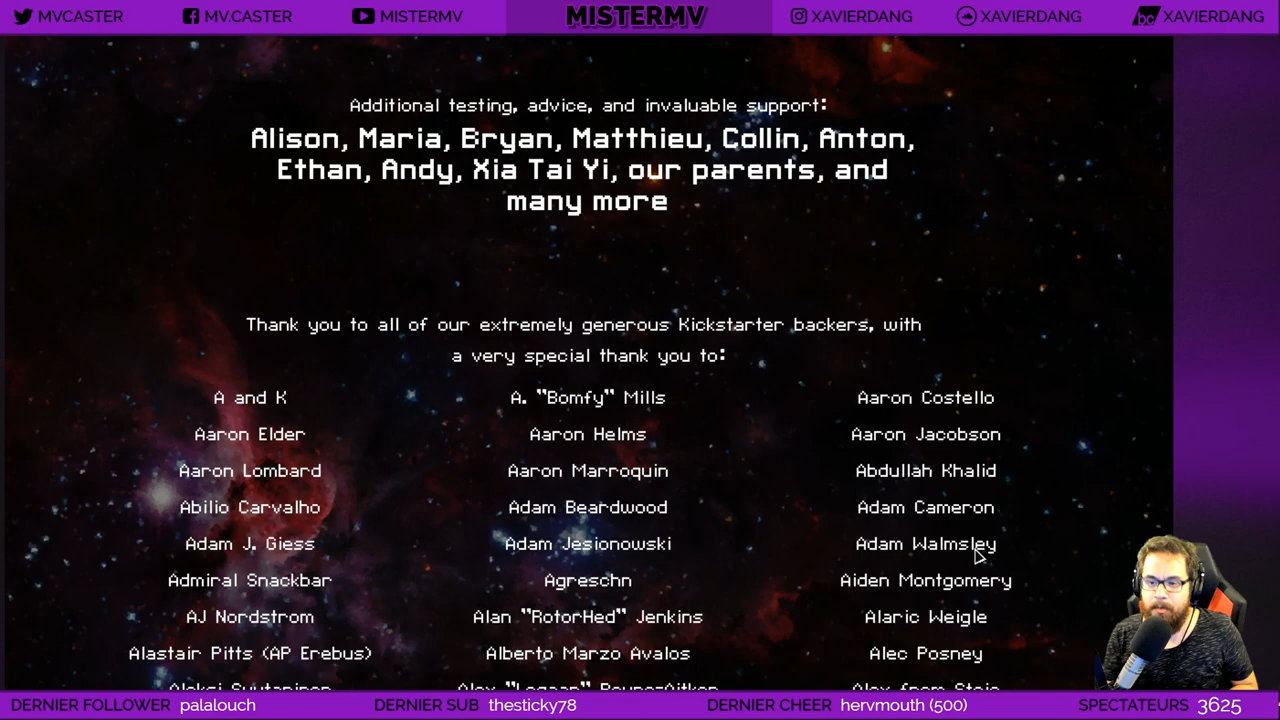 MVCASTER MV.CASTER MISTERMV MISTERMV XAVIERDANG XAVIERDANG bc XAVIERDANG
Additional testing, advice, and invaluable support:
Alison, Maria, Bryan, Matthieu, Collin, Anton,
Ethan, Andy, Xia Tai Yi, our parents, and
many more
Thank you to all of our extremely generous Kickstarter backers, with
a very special thank you to:
A and K A. "Bomfy" Mills Aaron Costello
Aaron Elder Aaron Helms Aaron Jacobson
Aaron Lombard Aaron Marroquin Abdullah Khalid
Abilio Carvalho Adam Beardwood Adam Cameron
Adam J. Giess Adam Jesionowski Adam Walmsley
Admiral Snackbar Agreschn Aiden Montgomery
AJ Nordstrom Alan "RotorHed" Jenkins Alaric Weigle
Alastair Pitts (AP Erebus) Alberto Marzo Avalos Alec Posney
DERNIER FOLLOWER palalouch DERNIER SUB thesticky78 DERNIER CHEER hervmouth (500) SPECTATEURS 3625